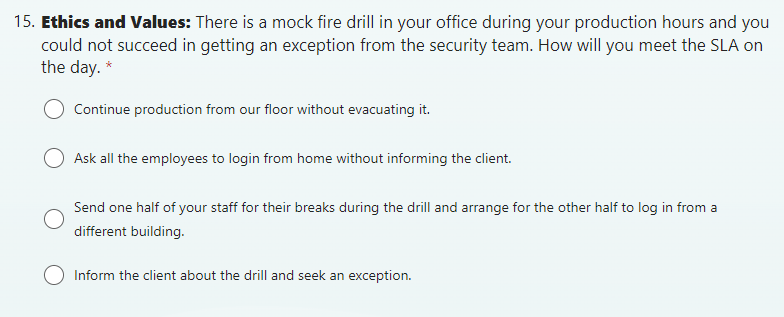 15. Ethics and Values: There is a mock fire drill in your office during your production hours and you
could not succeed in getting an exception from the security team. How will you meet the SLA on
the day. *
Continue production from our floor without evacuating it.
Ask all the employees to login from home without informing the client.
Send one half of your staff for their breaks during the drill and arrange for the other half to log in from a
different building.
Inform the client about the drill and seek an exception.